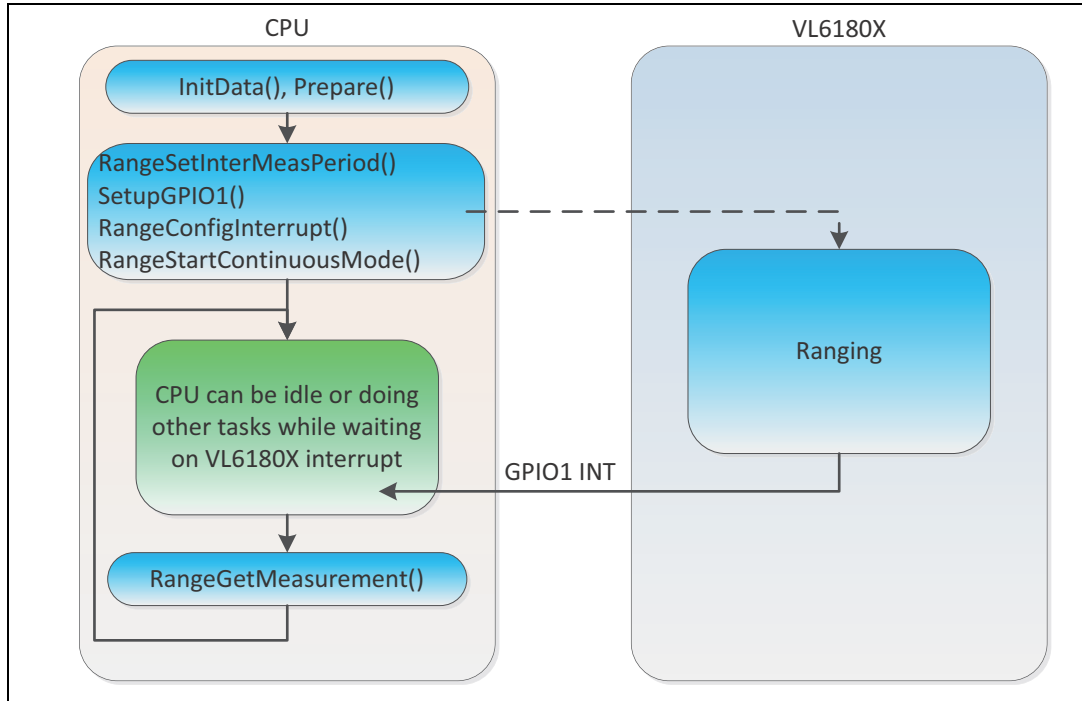 CPU
VL6180X
InitData(), Prepare()
RangeSetInterMeasPeriod()
SetupGPIO1()
RangeConfigInterrupt()
RangeStartContinuousMode()
Ranging
CPU can be idle or doing
other tasks while waiting
on VL6180X interrupt
GPIO1 INT
RangeGetMeasurement()